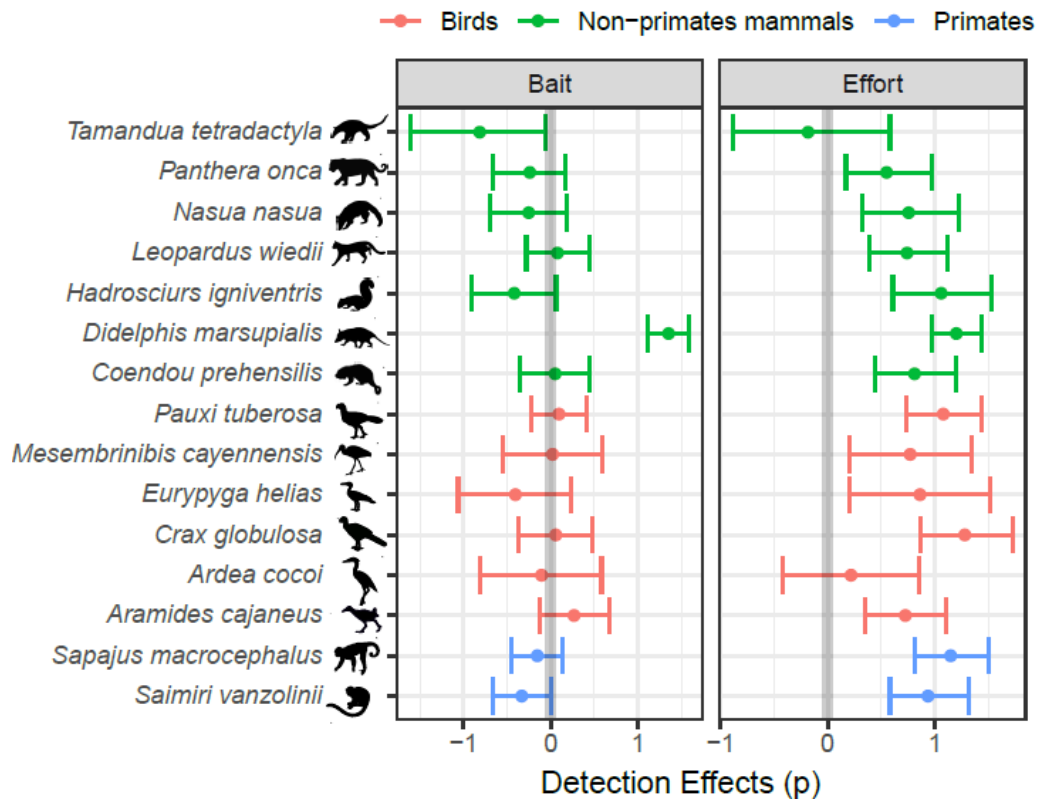 Birds Non−primates mammals Primates
Bait Effort
Tamandua tetradactyla
Panthera onca
Nasua nasua
Leopardus wiedii
Hadrosciurs igniventris
Didelphis marsupialis
Coendou prehensilis
Pauxi tuberosa
Mesembrinibis cayennensis
Eurypyga helias
Crax globulosa
Ardea cocoi
Aramides cajaneus
Sapajus macrocephalus
Saimiri vanzolinii
−1 0 1 −1 0 1
Detection Effects (p)